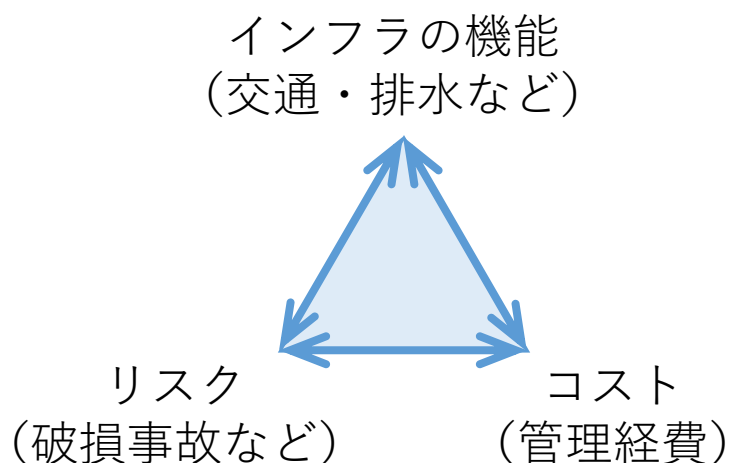 インフラの機能
（交通・排水など）
リスク
（破損事故など）
コスト
（管理経費）